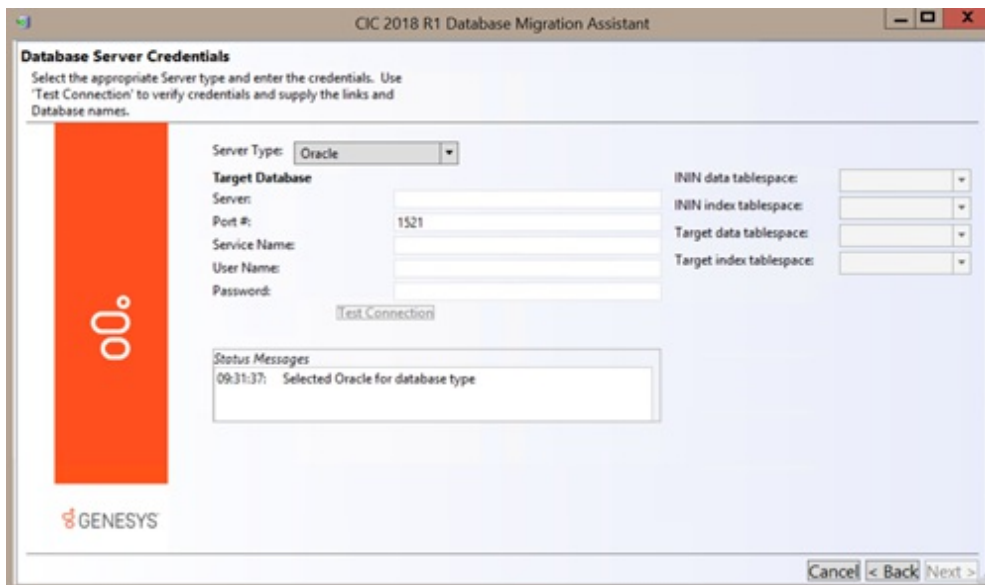 CIC 2018 R1 Database Migration Assistant
Database Server Credentials
Select the appropriate Server type and enter the credentials. Use
'Test Connection' to verify credentials and supply the links and
Database names.
Server Type: Oracle
Target Database
Server:
Port #: 1521
Service Name:
User Name:
Password:
Test Connection
ININ data tablespace:
ININ index tablespace:
Target data tablespace:
Target index tablespace:
Status Messages
09:31:37: Selected Oracle for database type
GENESYS
Cancel < Back Next >